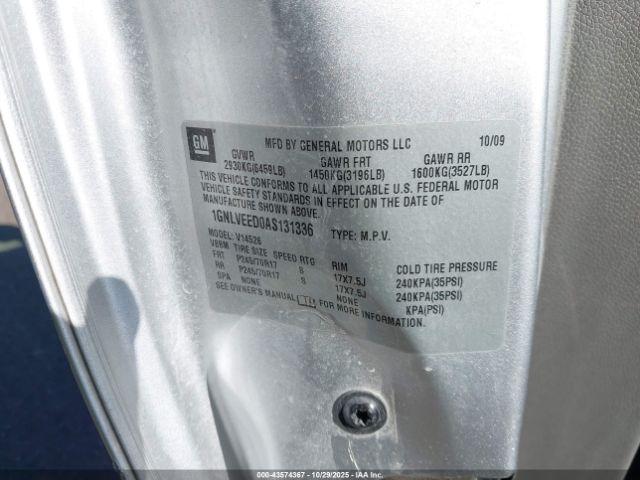 GM
MFD BY GENERAL MOTORS LLC 10/09
GVWR GAWR FRT GAWR RR
2930KG(6459LB) 1450KG(3196LB) 1600KG(3527LB)
THIS VEHICLE CONFORMS TO ALL APPLICABLE U.S. FEDERAL MOTOR
VEHICLE SAFETY STANDARDS IN EFFECT ON THE DATE OF
MANUFACTURE SHOWN ABOVE.
1GNLVEED0AS131336 TYPE: M.P.V.
MODEL: V14526
VEBM TIRE SIZE SPEED RTG RIM COLD TIRE PRESSURE
FRT P245/70R17 S 17X7.5J 240KPA(35PSI)
RR P245/70R17 S 17X7.5J 240KPA(35PSI)
SPA NONE NONE KPA(PSI)
SEE OWNER'S MANUAL FOR MORE INFORMATION.
© - 43574367 - 10/29/2025 - IAAI.COM